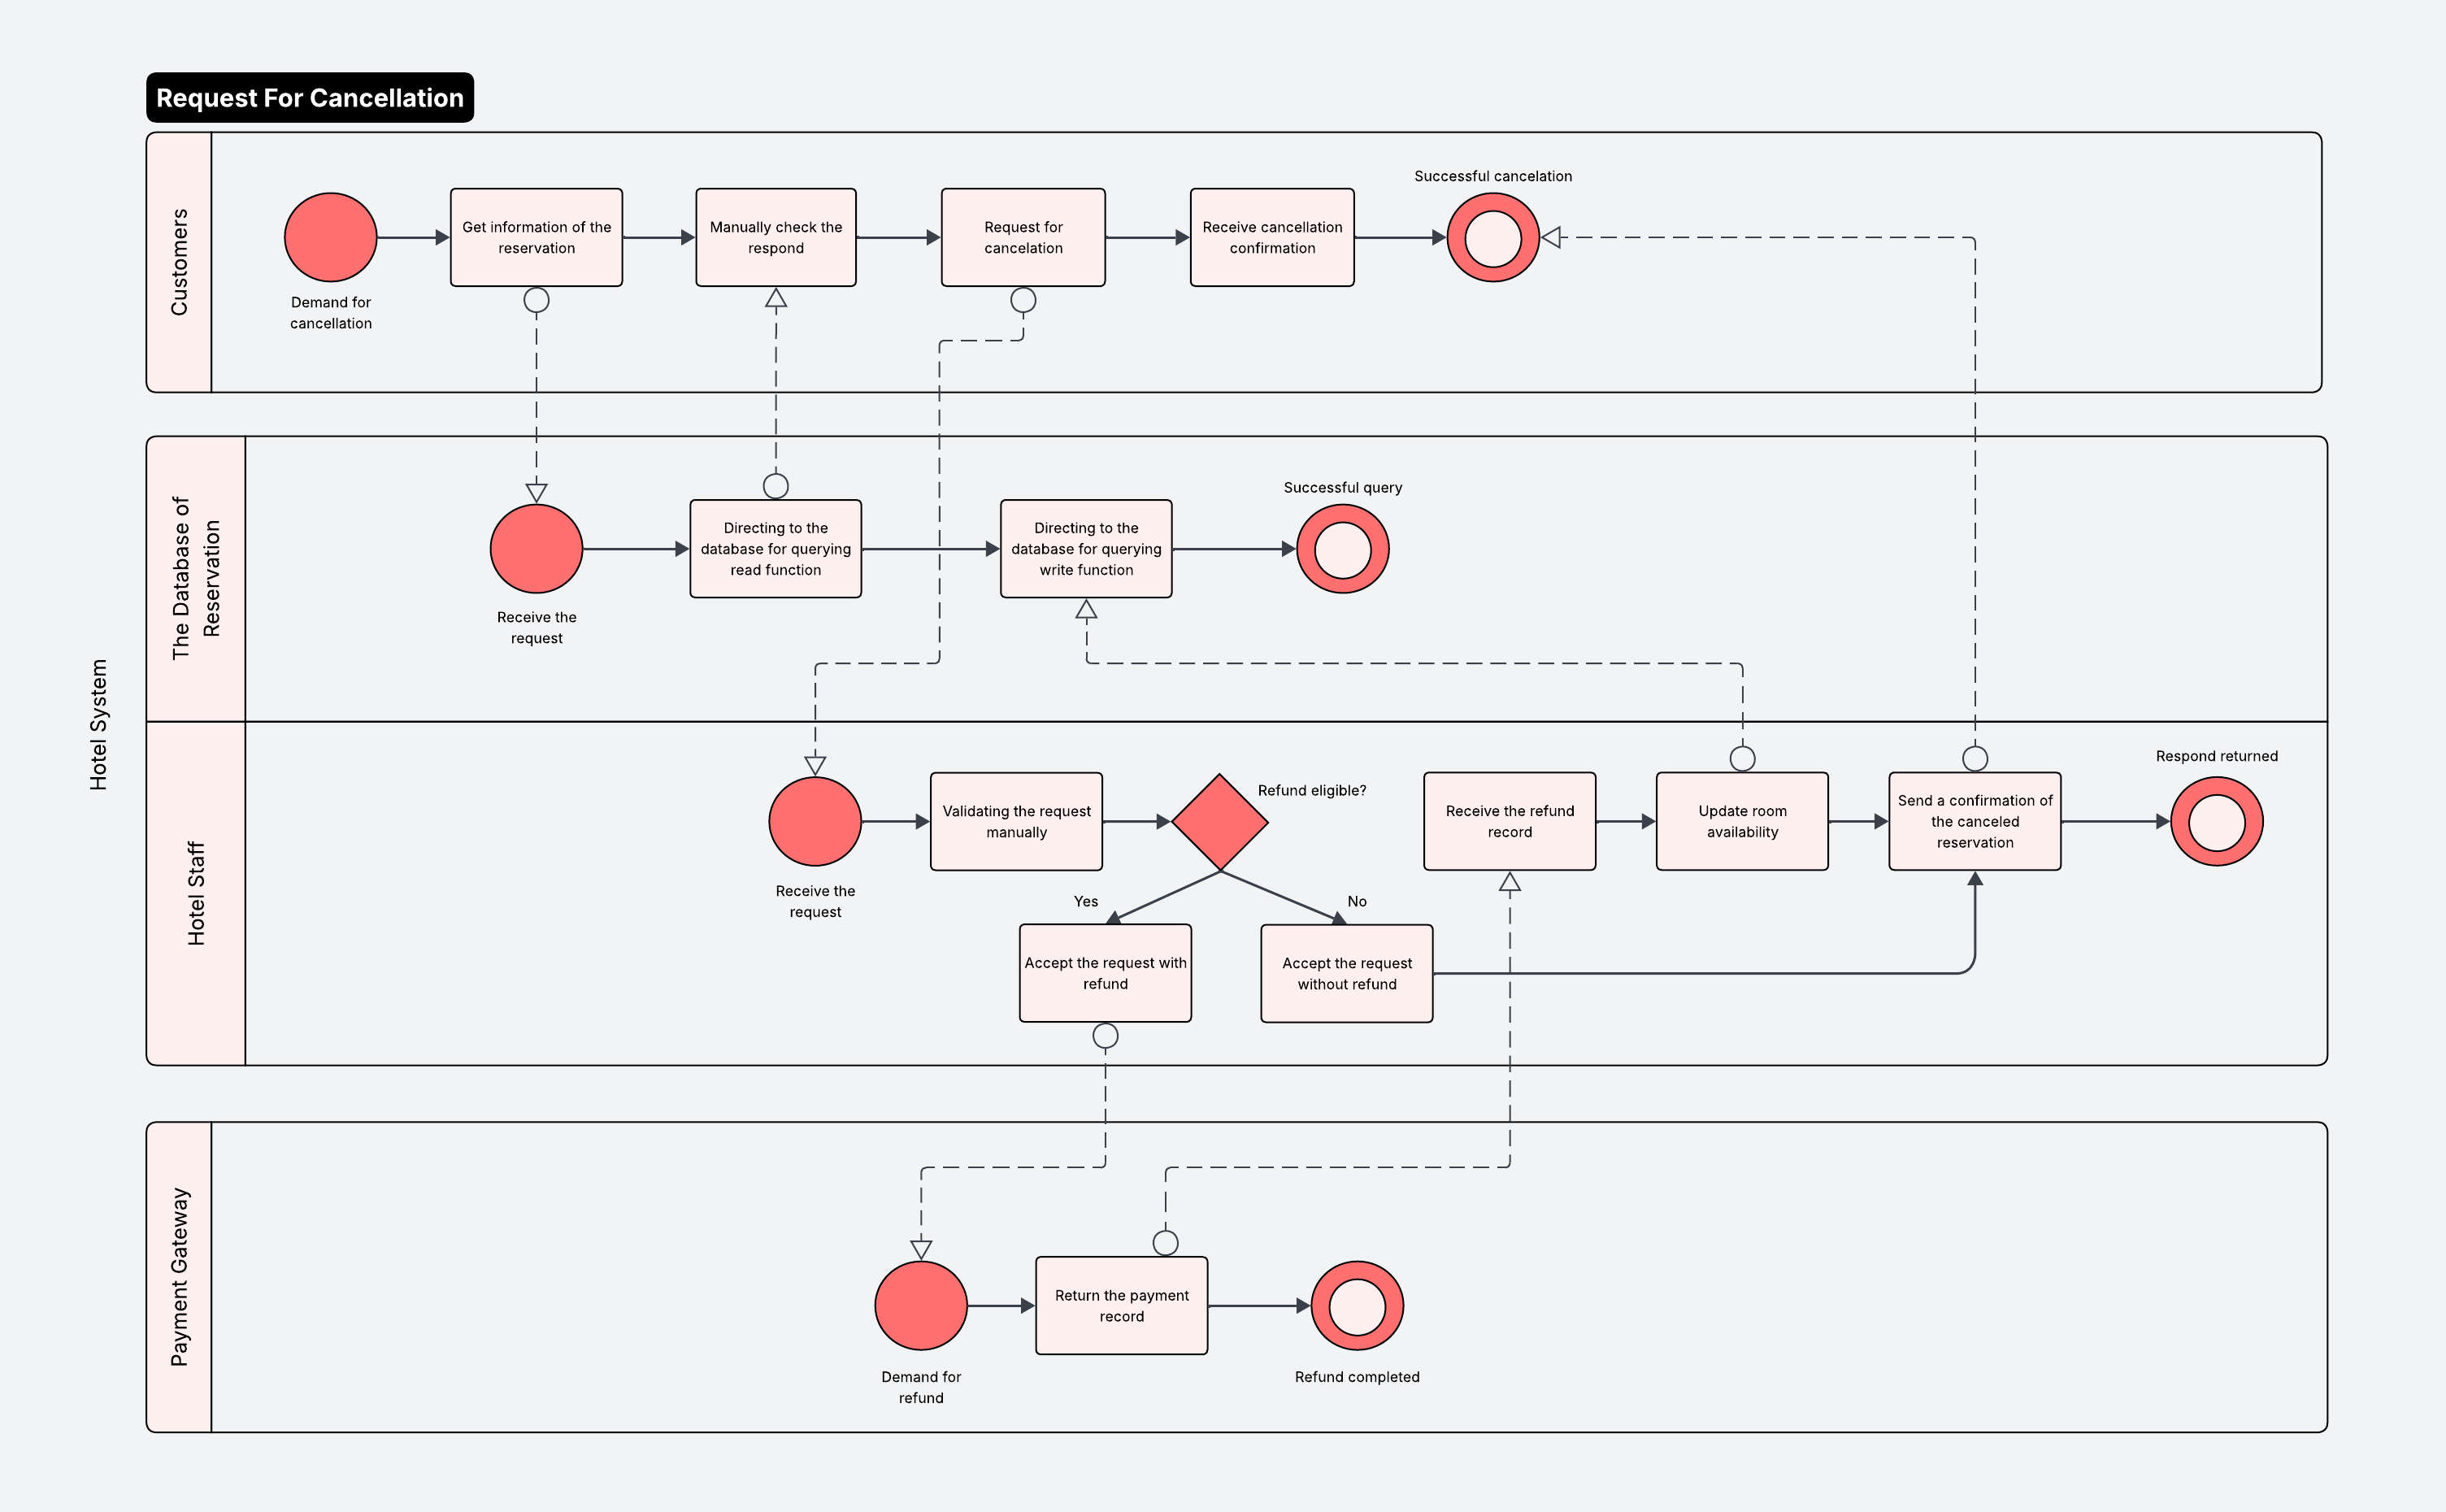 Request For Cancellation
Customers
Demand for
cancellation
Get information of the
reservation
Manually check the
respond
Request for
cancelation
Receive cancellation
confirmation
Successful cancelation
Hotel System
The Database of
Reservation
Receive the
request
Directing to the
database for querying
read function
Directing to the
database for querying
write function
Successful query
Hotel Staff
Receive the
request
Validating the request
manually
Refund eligible?
Yes
No
Accept the request with
refund
Accept the request
without refund
Receive the refund
record
Update room
availability
Send a confirmation of
the canceled
reservation
Respond returned
Payment Gateway
Demand for
refund
Return the payment
record
Refund completed